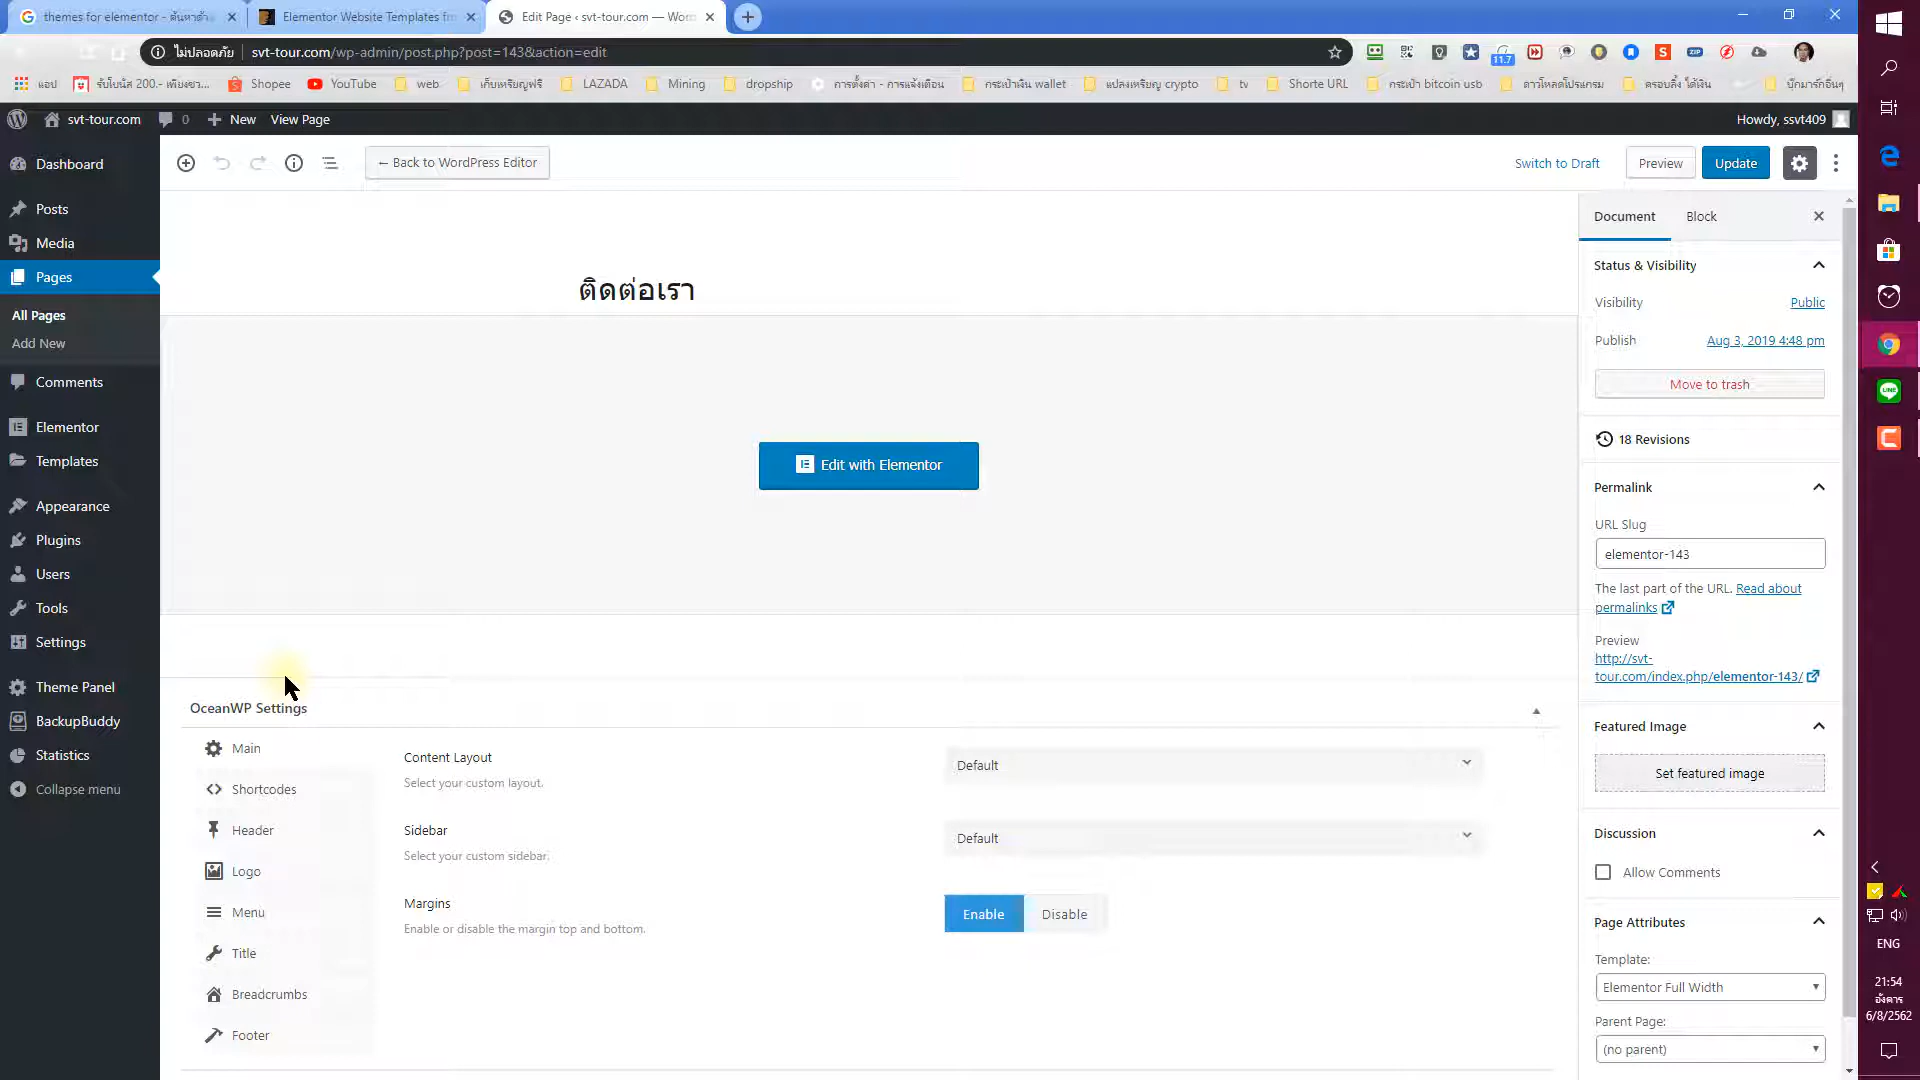 themes for elementor - ค้นหาด้า
Elementor Website Templates fr
Edit Page ‹ svt-tour.com — Wor
ไม่ปลอดภัย
svt-tour.com/wp-admin/post.php?post=143&action=edit
11.7
ZIP
แอป
รับโบนัส 200.- เพียงชว...
Shopee
YouTube
web
เก็บเหรียญฟรี
LAZADA
Mining
dropship
การตั้งค่า - การแจ้งเตือน
กระเป๋าเงิน wallet
แปลงเหรียญ crypto
tv
Shorte URL
กระเป๋า bitcoin usb
ดาวโหลดโปรแกรม
ครอบลิ้ง ได้เงิน
บุ๊กมาร์กอื่นๆ
svt-tour.com
0
New
View Page
Howdy, ssvt409
Dashboard
Posts
Media
Pages
All Pages
Add New
Comments
Elementor
Templates
Appearance
Plugins
Users
Tools
Settings
Theme Panel
BackupBuddy
Statistics
Collapse menu
← Back to WordPress Editor
Switch to Draft
Preview
Update
ติดต่อเรา
Edit with Elementor
OceanWP Settings
Main
Shortcodes
Header
Logo
Menu
Title
Breadcrumbs
Footer
Content Layout
Select your custom layout.
Default
Sidebar
Select your custom sidebar.
Default
Margins
Enable or disable the margin top and bottom.
Enable
Disable
Document
Block
Status & Visibility
Visibility
Public
Publish
Aug 3, 2019 4:48 pm
Move to trash
18 Revisions
Permalink
URL Slug
elementor-143
The last part of the URL. Read about
permalinks
Preview
http://svt-
tour.com/index.php/elementor-143/
Featured Image
Set featured image
Discussion
Allow Comments
Page Attributes
Template:
Elementor Full Width
Parent Page:
(no parent)
LINE
ENG
21:54
อังคาร
6/8/2562